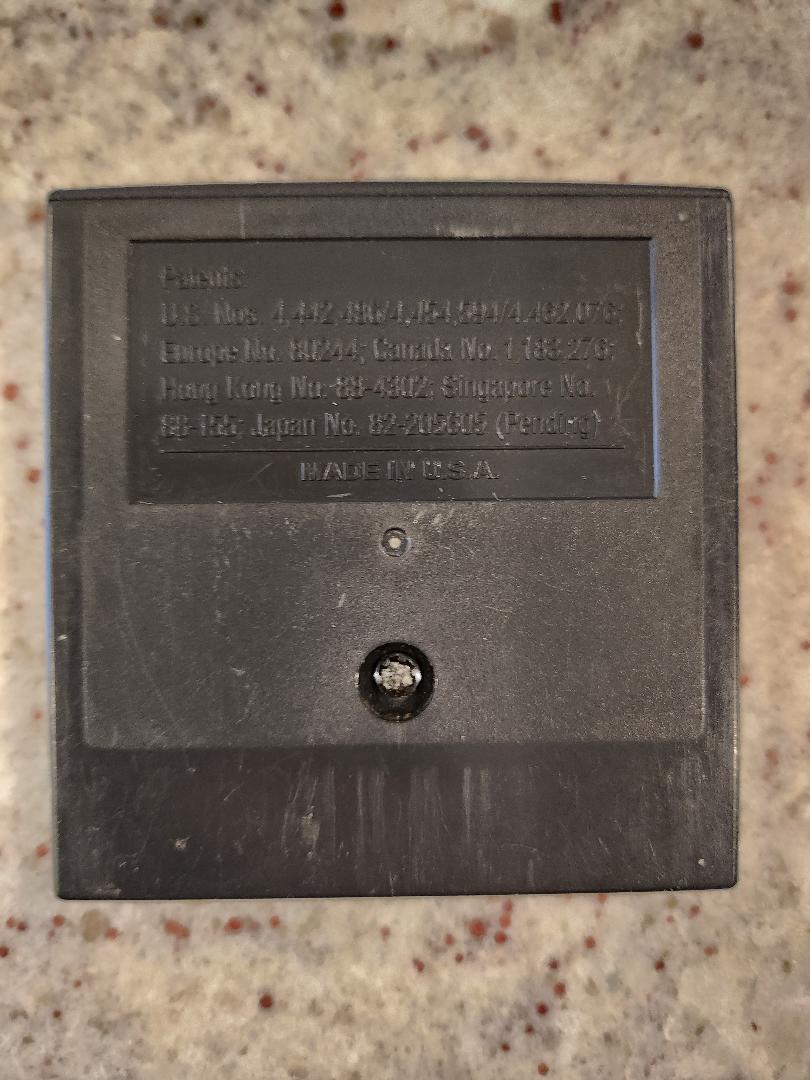 Patents:
U.S. Nos. 4,442,486/4,454,594/4,462,076;
Europe No. 80244; Canada No. 1,183,276;
Hong Kong No. 88-4302; Singapore No.
88-155; Japan No. 82-205605 (Pending)
MADE IN U.S.A.